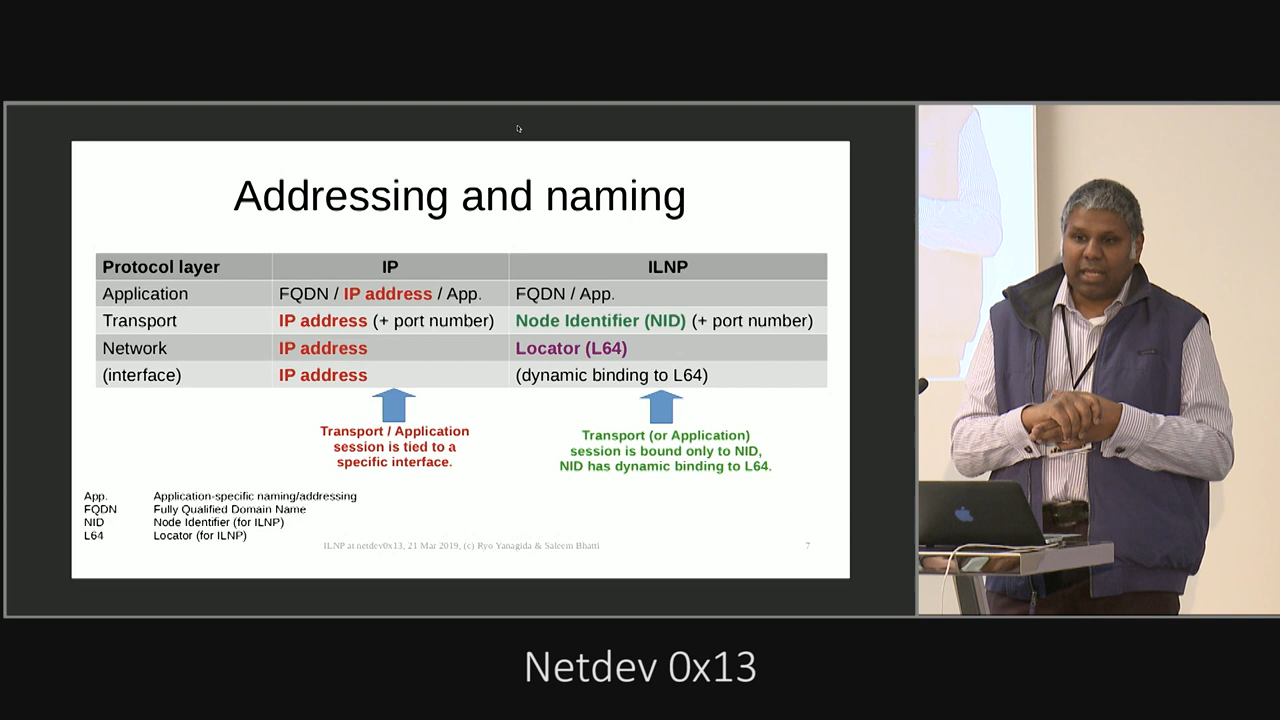 Addressing and naming
Protocol layer IP ILNP
Application FQDN / IP address / App. FQDN / App.
Transport IP address (+ port number) Node Identifier (NID) (+ port number)
Network IP address Locator (L64)
(interface) IP address (dynamic binding to L64)
Transport / Application
session is tied to a
specific interface.
Transport (or Application)
session is bound only to NID,
NID has dynamic binding to L64.
App. Application-specific naming/addressing
FQDN Fully Qualified Domain Name
NID Node Identifier (for ILNP)
L64 Locator (for ILNP)
ILNP at netdev0x13, 21 Mar 2019, (c) Ryo Yanagida & Saleem Bhatti 7
Netdev 0x13